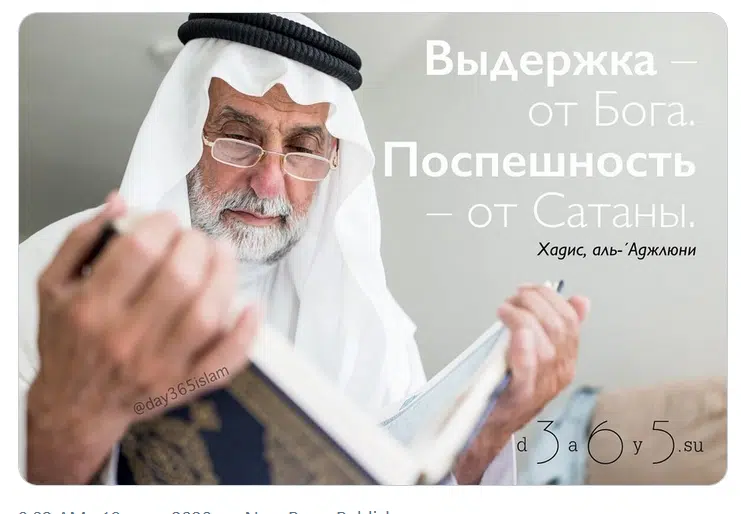 Выдержка –
от Бога.
Поспешность
– от Сатаны.
Хадис, аль-´Аджлюни
@day365islam
d3a6y5.su